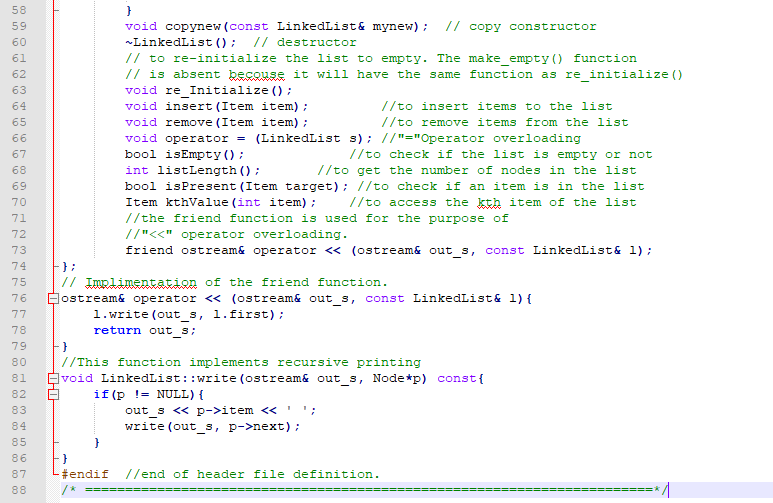 58 }
59 void copynew(const LinkedList& mynew); // copy constructor
60 ~LinkedList(); // destructor
61 // to re-initialize the list to empty. The make_empty() function
62 // is absent becouse it will have the same function as re_initialize()
63 void re_Initialize();
64 void insert(Item item); //to insert items to the list
65 void remove(Item item); //to remove items from the list
66 void operator = (LinkedList s); //"="Operator overloading
67 bool isEmpty(); //to check if the list is empty or not
68 int listLength(); //to get the number of nodes in the list
69 bool isPresent(Item target); //to check if an item is in the list
70 Item kthValue(int item); //to access the kth item of the list
71 //the friend function is used for the purpose of
72 //"<<" operator overloading.
73 friend ostream& operator << (ostream& out_s, const LinkedList& l);
74 };
75 // Implimentation of the friend function.
76 ostream& operator << (ostream& out_s, const LinkedList& l){
77 l.write(out_s, l.first);
78 return out_s;
79 }
80 //This function implements recursive printing
81 void LinkedList::write(ostream& out_s, Node*p) const{
82 if(p != NULL){
83 out_s << p->item << ' ';
84 write(out_s, p->next);
85 }
86 }
87 #endif //end of header file definition.
88 /* =======================================================================*/